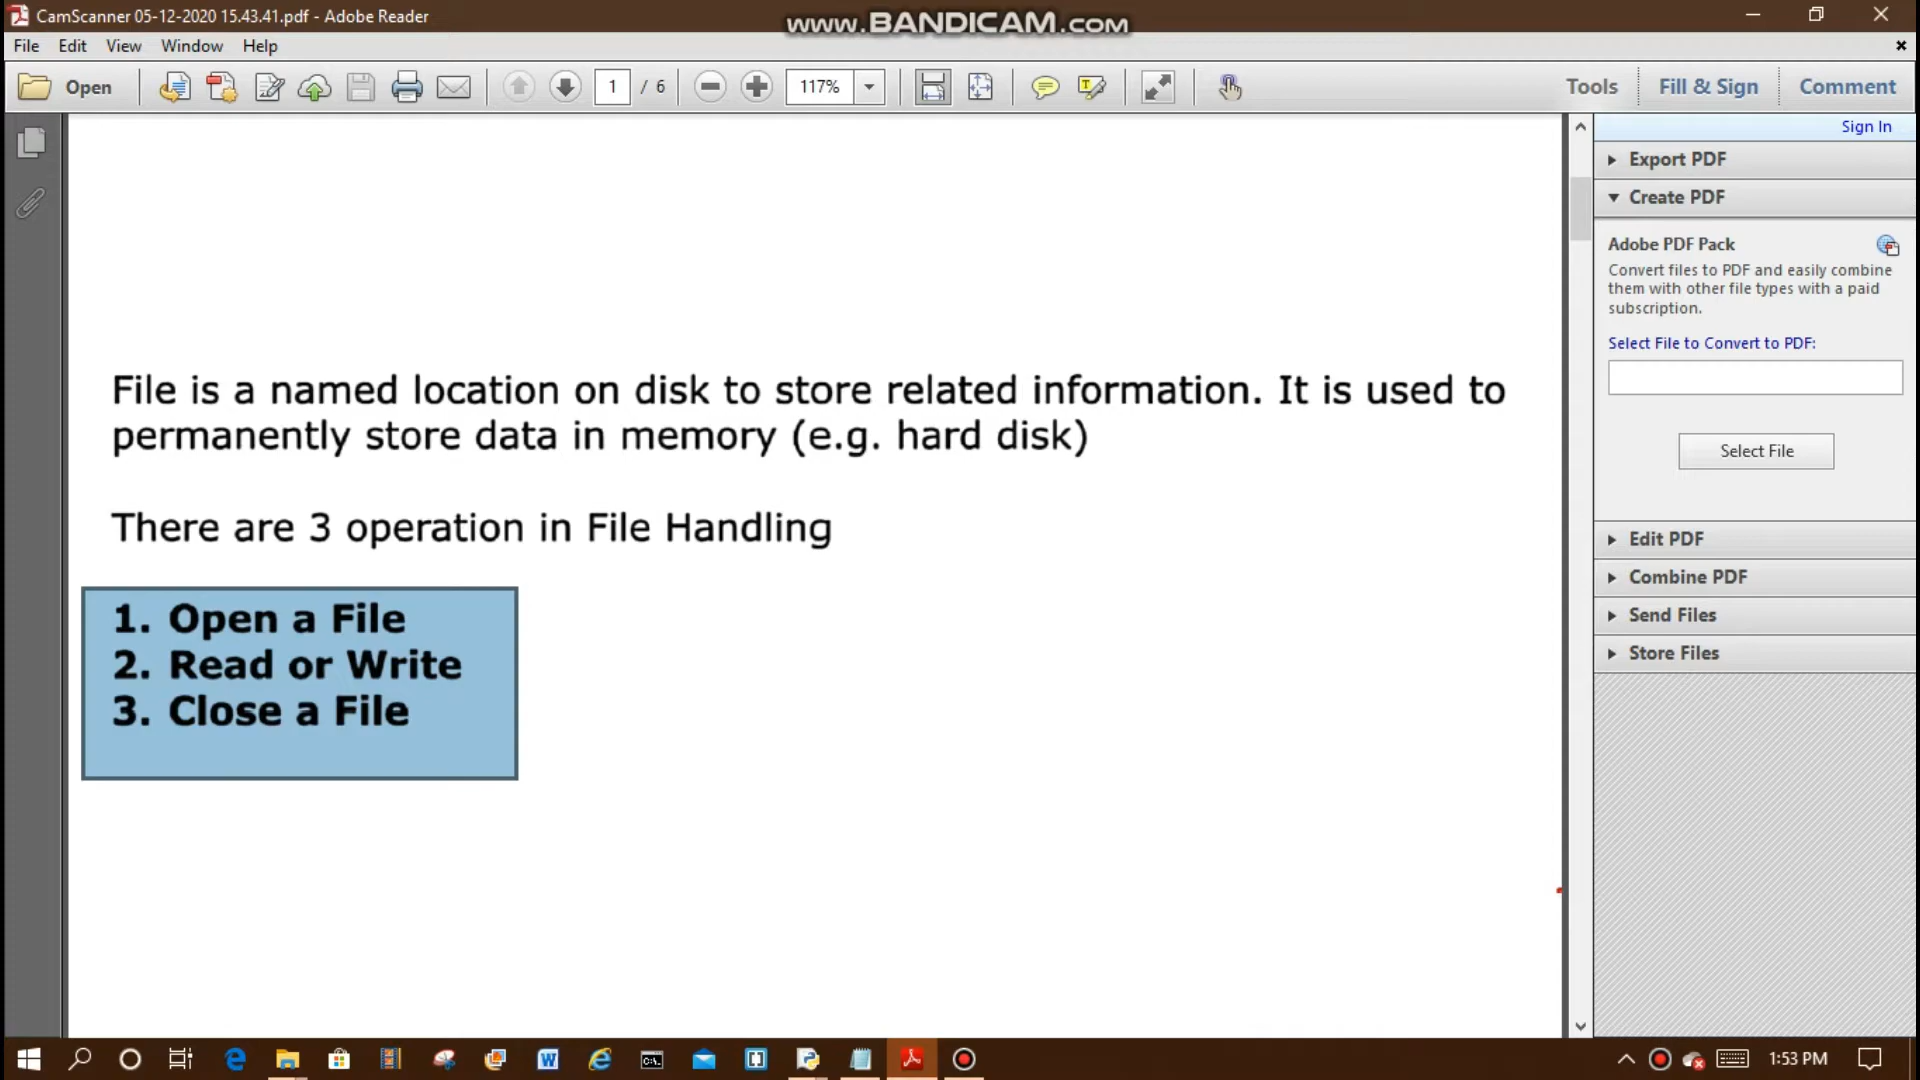 CamScanner 05-12-2020 15.43.41.pdf - Adobe Reader
www.BANDICAM.com
File Edit View Window Help
Open 1 / 6 117% Tools Fill & Sign Comment
Sign In
Export PDF
Create PDF
Adobe PDF Pack
Convert files to PDF and easily combine
them with other file types with a paid
subscription.
Select File to Convert to PDF:
Select File
Edit PDF
Combine PDF
Send Files
Store Files
File is a named location on disk to store related information. It is used to
permanently store data in memory (e.g. hard disk)
There are 3 operation in File Handling
1. Open a File
2. Read or Write
3. Close a File
1:53 PM